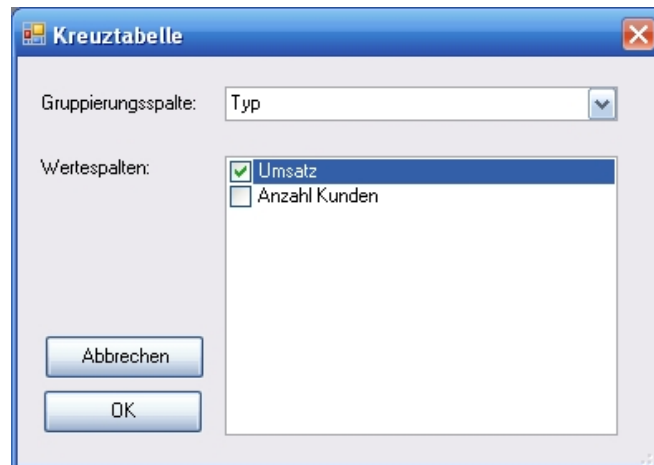 Kreuztabelle
Gruppierungsspalte: Typ
Wertespalten: Umsatz
Anzahl Kunden
Abbrechen
OK